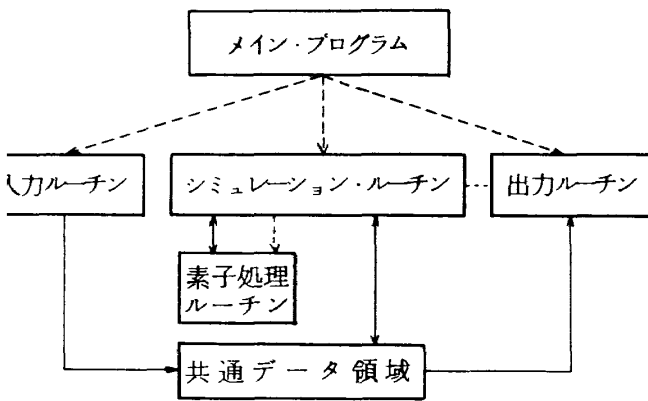 メイン・プログラム
入力ルーチン
シミュレーション・ルーチン
出力ルーチン
素子処理
ルーチン
共通データ領域